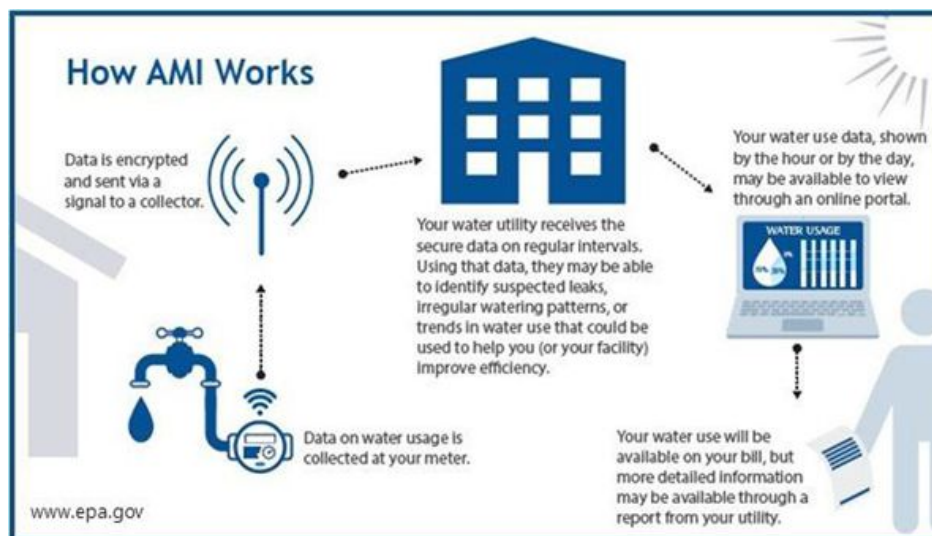 How AMI Works
Data is encrypted
and sent via a
signal to a collector.
Your water utility receives the
secure data on regular intervals.
Using that data, they may be able
to identify suspected leaks,
irregular watering patterns, or
trends in water use that could be
used to help you (or your facility)
improve efficiency.
Your water use data, shown
by the hour or by the day,
may be available to view
through an online portal.
WATER USAGE
Data on water usage is
collected at your meter.
Your water use will be
available on your bill, but
more detailed information
may be available through a
report from your utility.
www.epa.gov